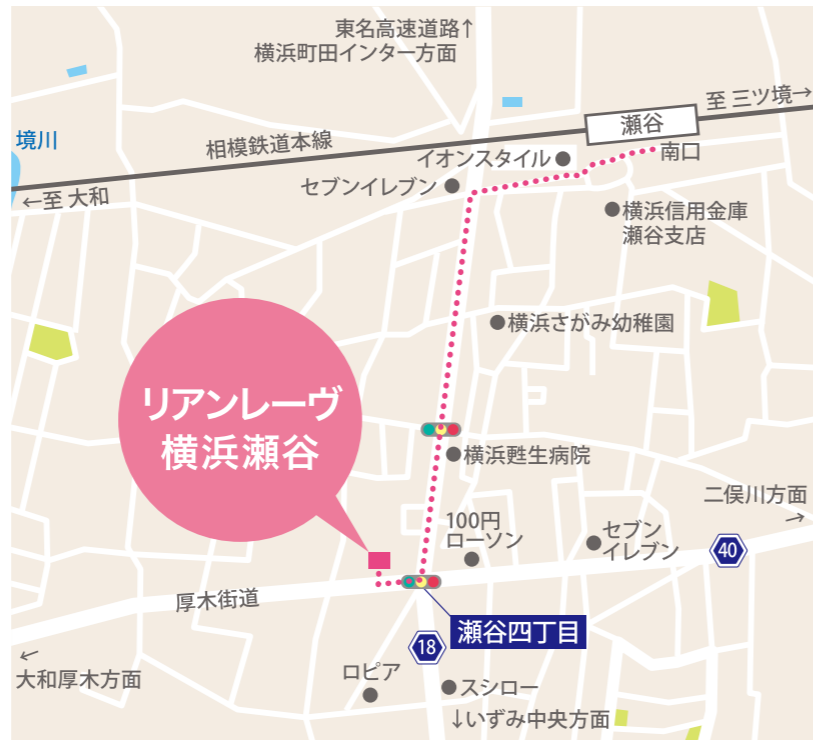 東名高速道路↑
横浜町田インター方面
至 三ツ境→
瀬谷
境川
相模鉄道本線
イオンスタイル
南口
セブンイレブン
←至 大和
横浜信用金庫
瀬谷支店
横浜さがみ幼稚園
リアンレーヴ
横浜瀬谷
横浜甦生病院
二俣川方面
→
100円
ローソン
セブン
イレブン
40
厚木街道
瀬谷四丁目
18
←
大和厚木方面
ロピア
スシロー
↓いずみ中央方面